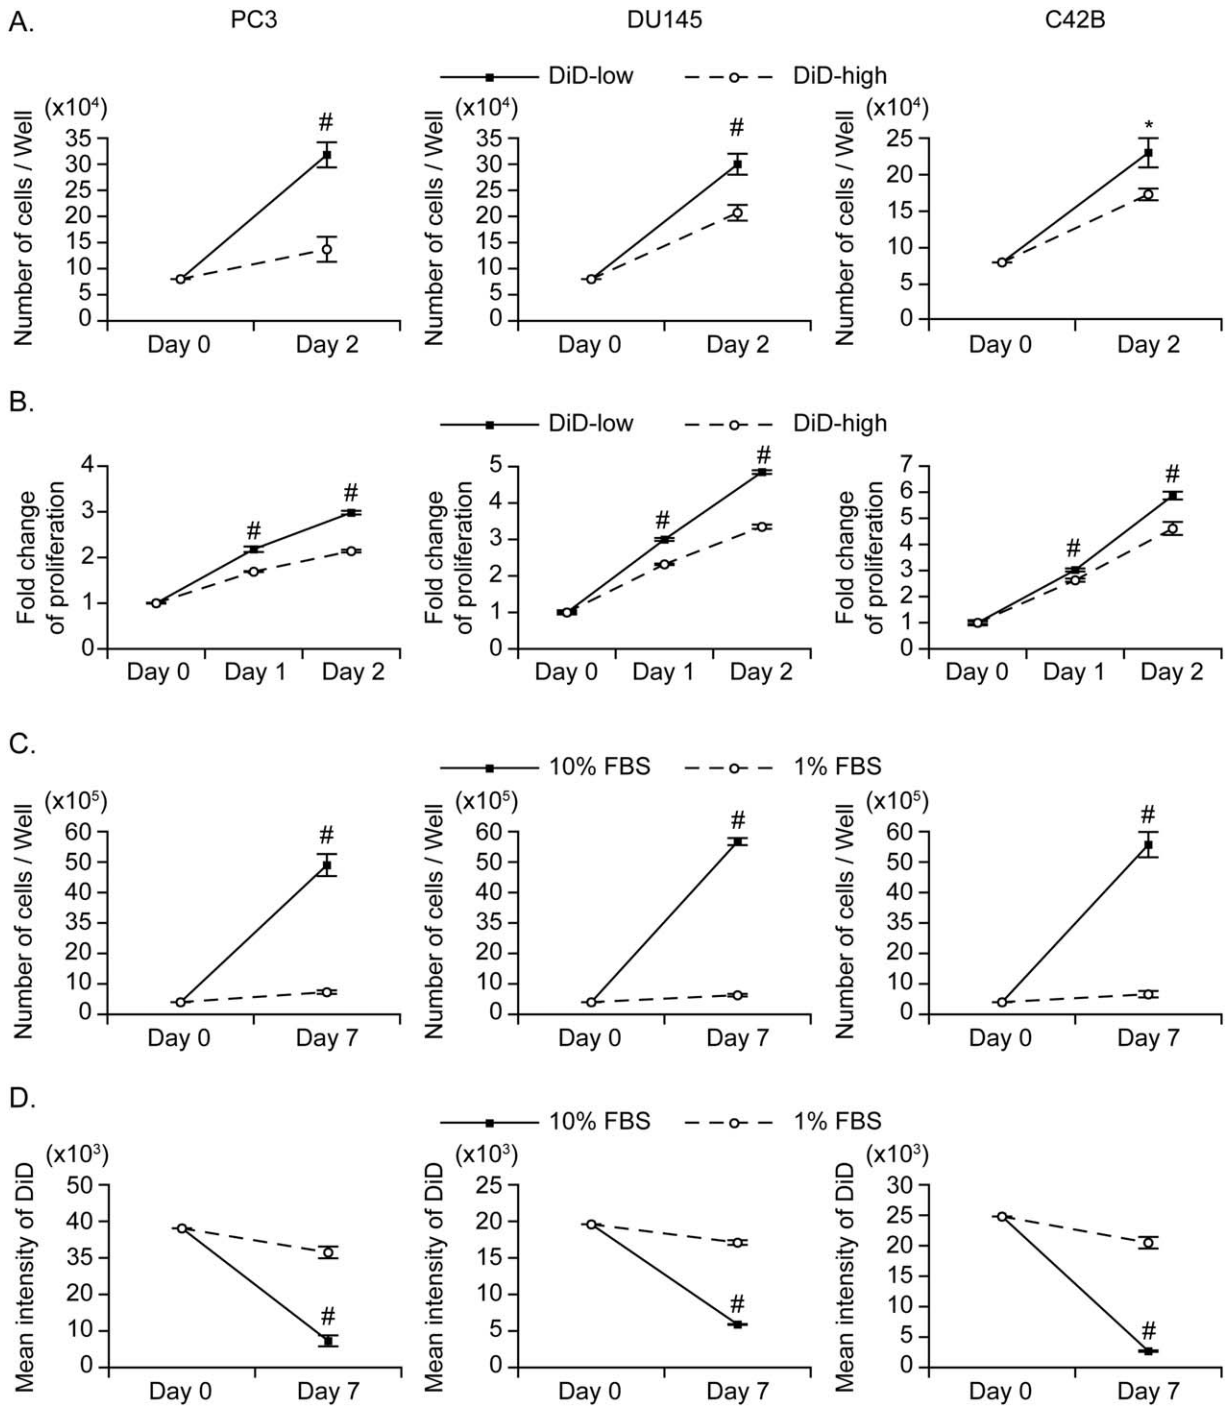 A. PC3 DU145 C42B
DiD-low DiD-high
(x10⁴) (x10⁴) (x10⁴)
Number of cells / Well
35
30
25
20
15
10
5
0
Day 0 Day 2
#
Number of cells / Well
35
30
25
20
15
10
5
0
Day 0 Day 2
#
Number of cells / Well
25
20
15
10
5
0
Day 0 Day 2
*
B.
DiD-low DiD-high
Fold change
of proliferation
4
3
2
1
0
Day 0 Day 1 Day 2
# #
Fold change
of proliferation
5
4
3
2
1
0
Day 0 Day 1 Day 2
# #
Fold change
of proliferation
7
6
5
4
3
2
1
0
Day 0 Day 1 Day 2
# #
C.
10% FBS 1% FBS
(x10⁵) (x10⁵) (x10⁵)
Number of cells / Well
60
50
40
35
20
10
0
Day 0 Day 7
#
Number of cells / Well
60
50
40
35
20
10
0
Day 0 Day 7
#
Number of cells / Well
60
50
40
35
20
10
0
Day 0 Day 7
#
D.
10% FBS 1% FBS
(x10³) (x10³) (x10³)
Mean intensity of DiD
50
40
35
20
10
0
Day 0 Day 7
#
Mean intensity of DiD
25
20
15
10
5
0
Day 0 Day 7
#
Mean intensity of DiD
30
25
20
15
10
5
0
Day 0 Day 7
#